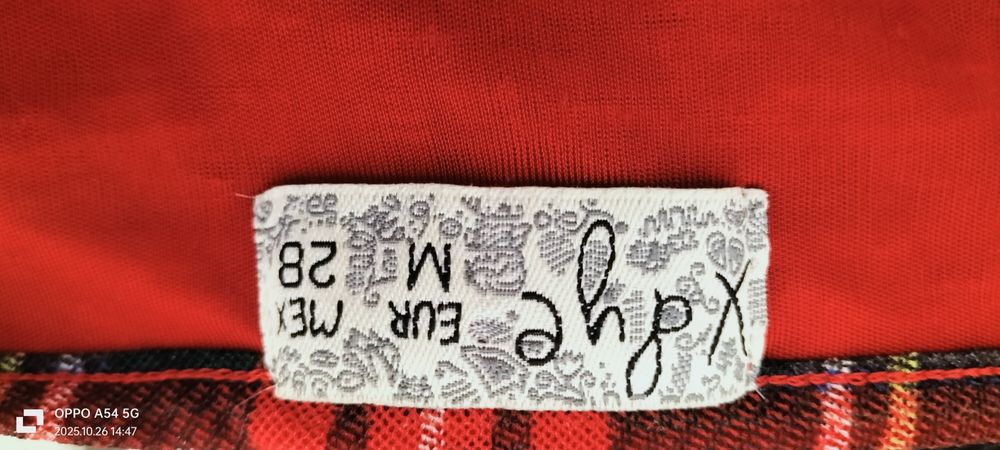 Xdye
EUR MEX
M 28
OPPO A54 5G
2025.10.26 14:47